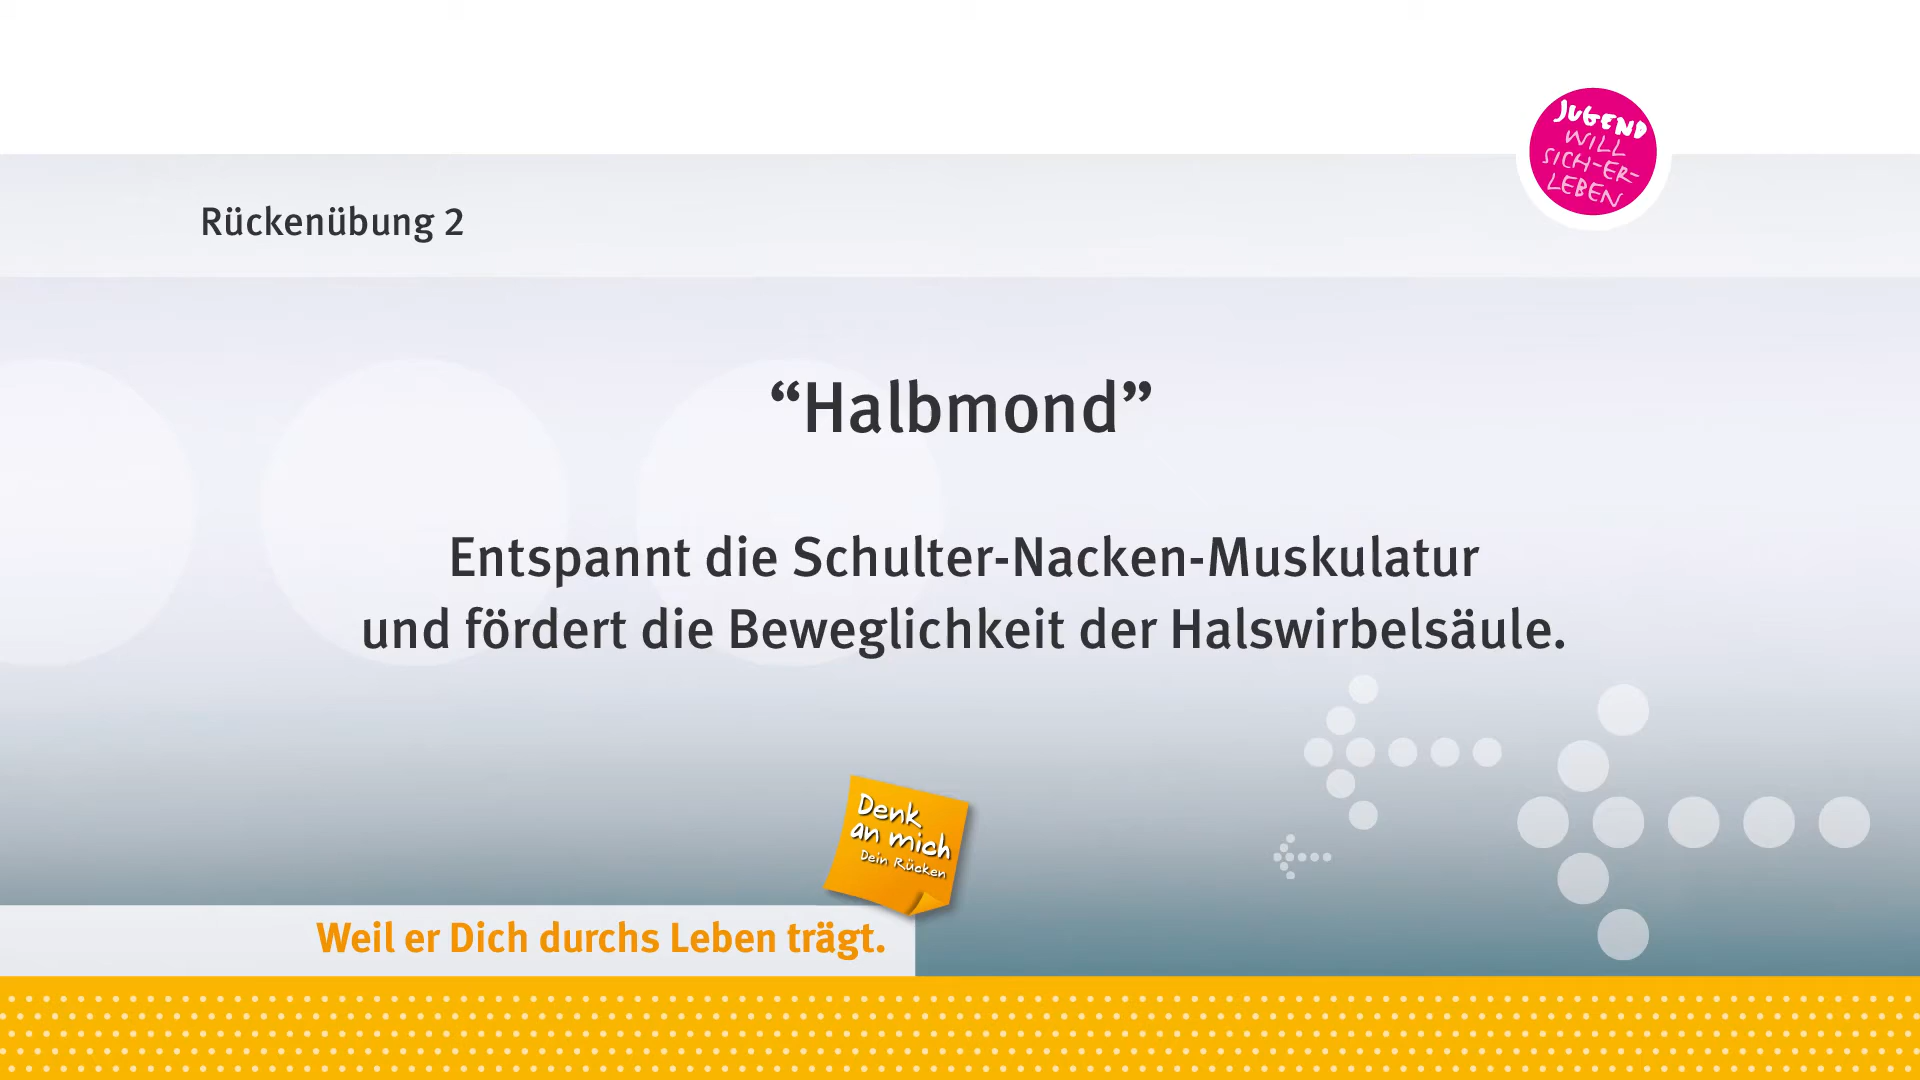 JUGEND
WILL
SICH-ER-
LEBEN
Rückenübung 2
“Halbmond”
Entspannt die Schulter-Nacken-Muskulatur
und fördert die Beweglichkeit der Halswirbelsäule.
Denk
an mich
Dein Rücken
Weil er Dich durchs Leben trägt.